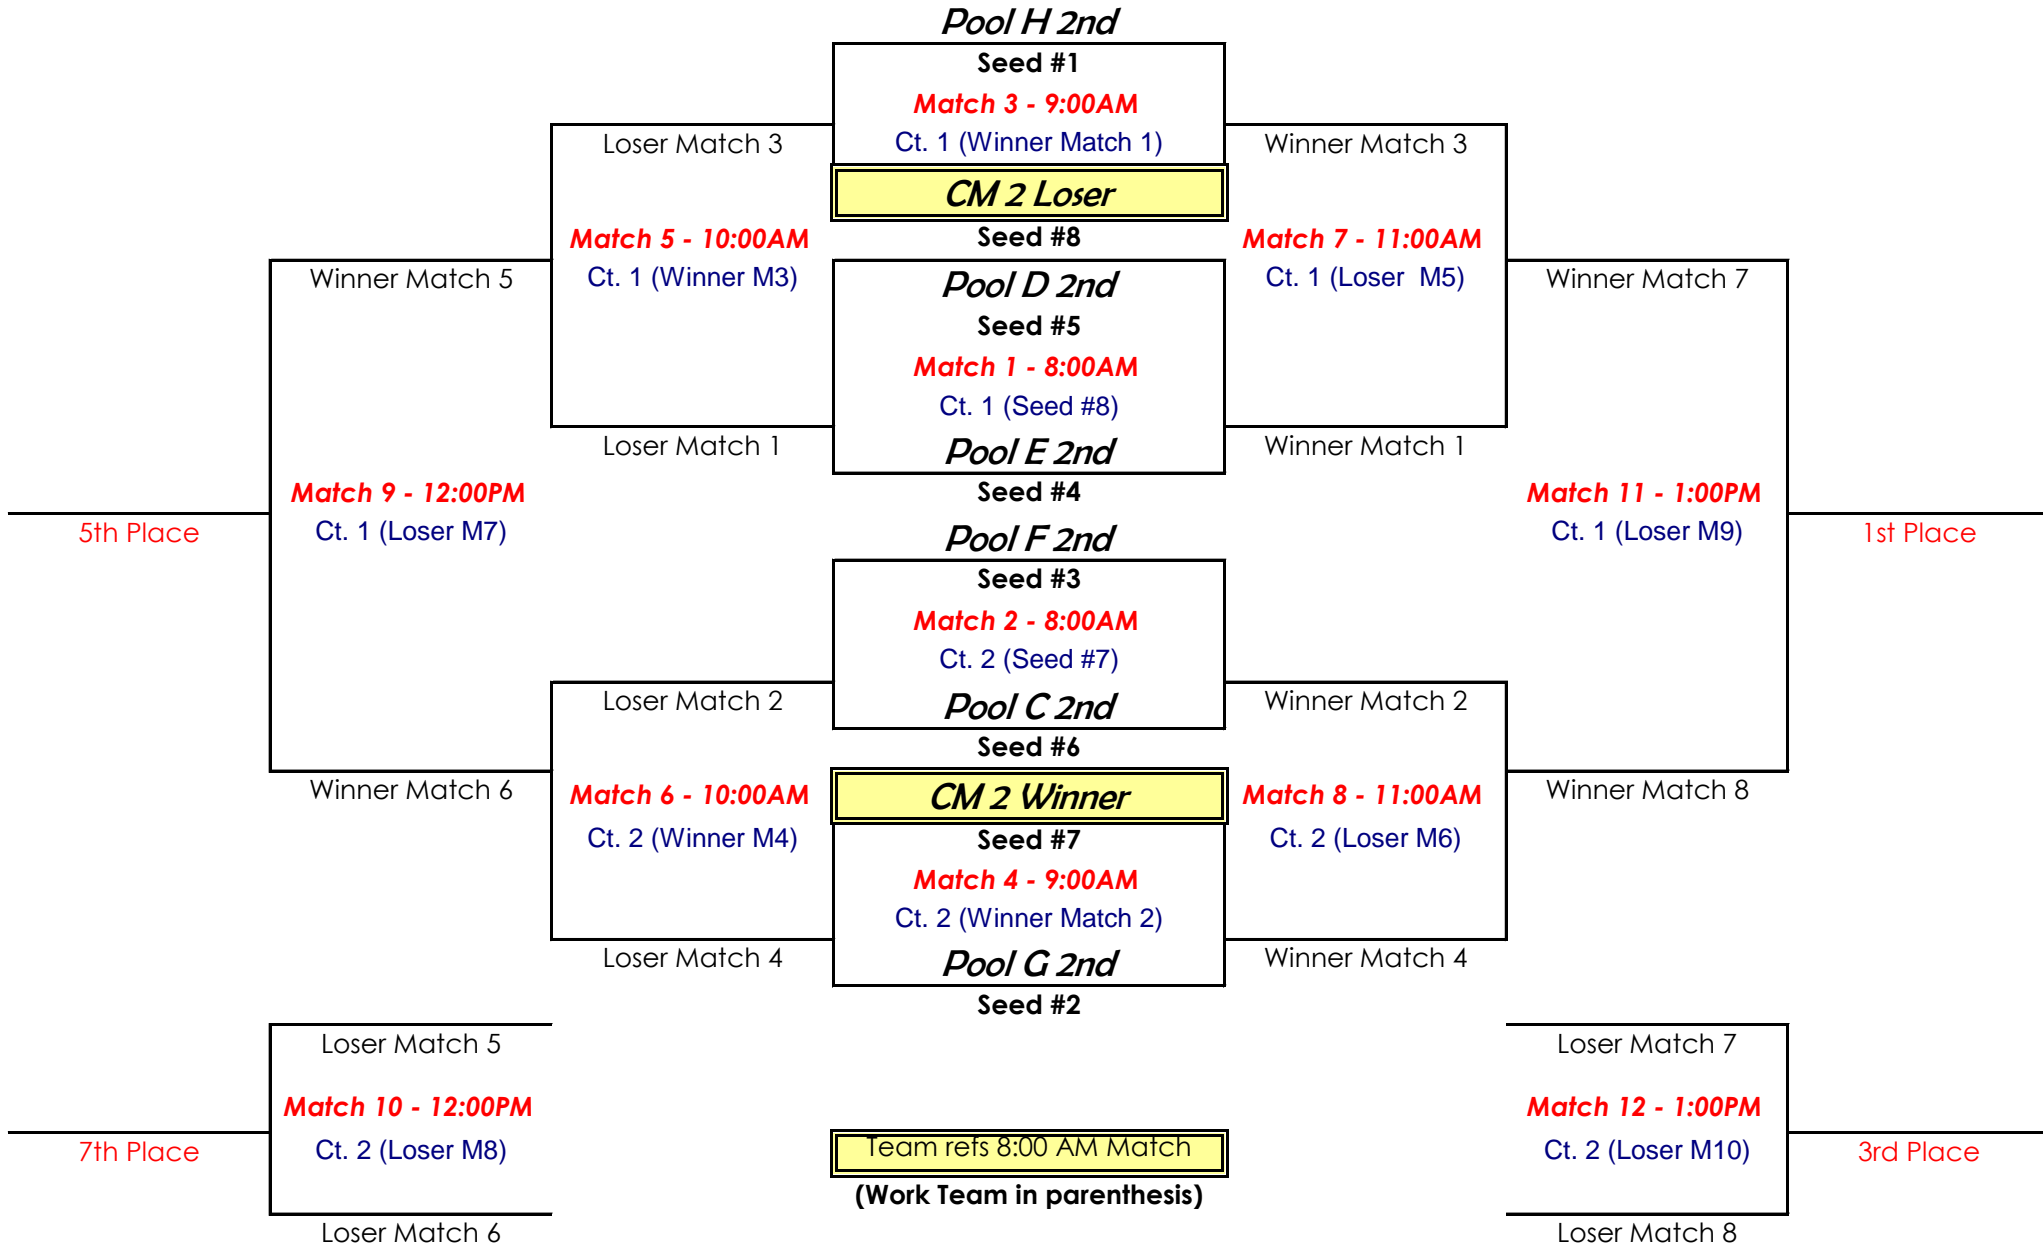 Pool H 2nd
Seed #1
Match 3 - 9:00AM
Loser Match 3
Ct. 1 (Winner Match 1)
Winner Match 3
CM 2 Loser
Match 5 - 10:00AM
Seed #8
Match 7 - 11:00AM
Winner Match 5
Ct. 1 (Winner M3)
Pool D 2nd
Ct. 1 (Loser  M5)
Winner Match 7
Seed #5
Match 1 - 8:00AM
Ct. 1 (Seed #8)
Loser Match 1
Pool E 2nd
Winner Match 1
Match 9 - 12:00PM
Seed #4
Match 11 - 1:00PM
5th Place
Ct. 1 (Loser M7)
Pool F 2nd
Ct. 1 (Loser M9)
1st Place
Seed #3
Match 2 - 8:00AM
Ct. 2 (Seed #7)
Loser Match 2
Pool C 2nd
Winner Match 2
Seed #6
Winner Match 6
Match 6 - 10:00AM
CM 2 Winner
Match 8 - 11:00AM
Winner Match 8
Ct. 2 (Winner M4)
Seed #7
Ct. 2 (Loser M6)
Match 4 - 9:00AM
Ct. 2 (Winner Match 2)
Loser Match 4
Pool G 2nd
Winner Match 4
Seed #2
Loser Match 5
Loser Match 7
Match 10 - 12:00PM
Match 12 - 1:00PM
7th Place
Ct. 2 (Loser M8)
Team refs 8:00 AM Match
Ct. 2 (Loser M10)
3rd Place
(Work Team in parenthesis)
Loser Match 6
Loser Match 8